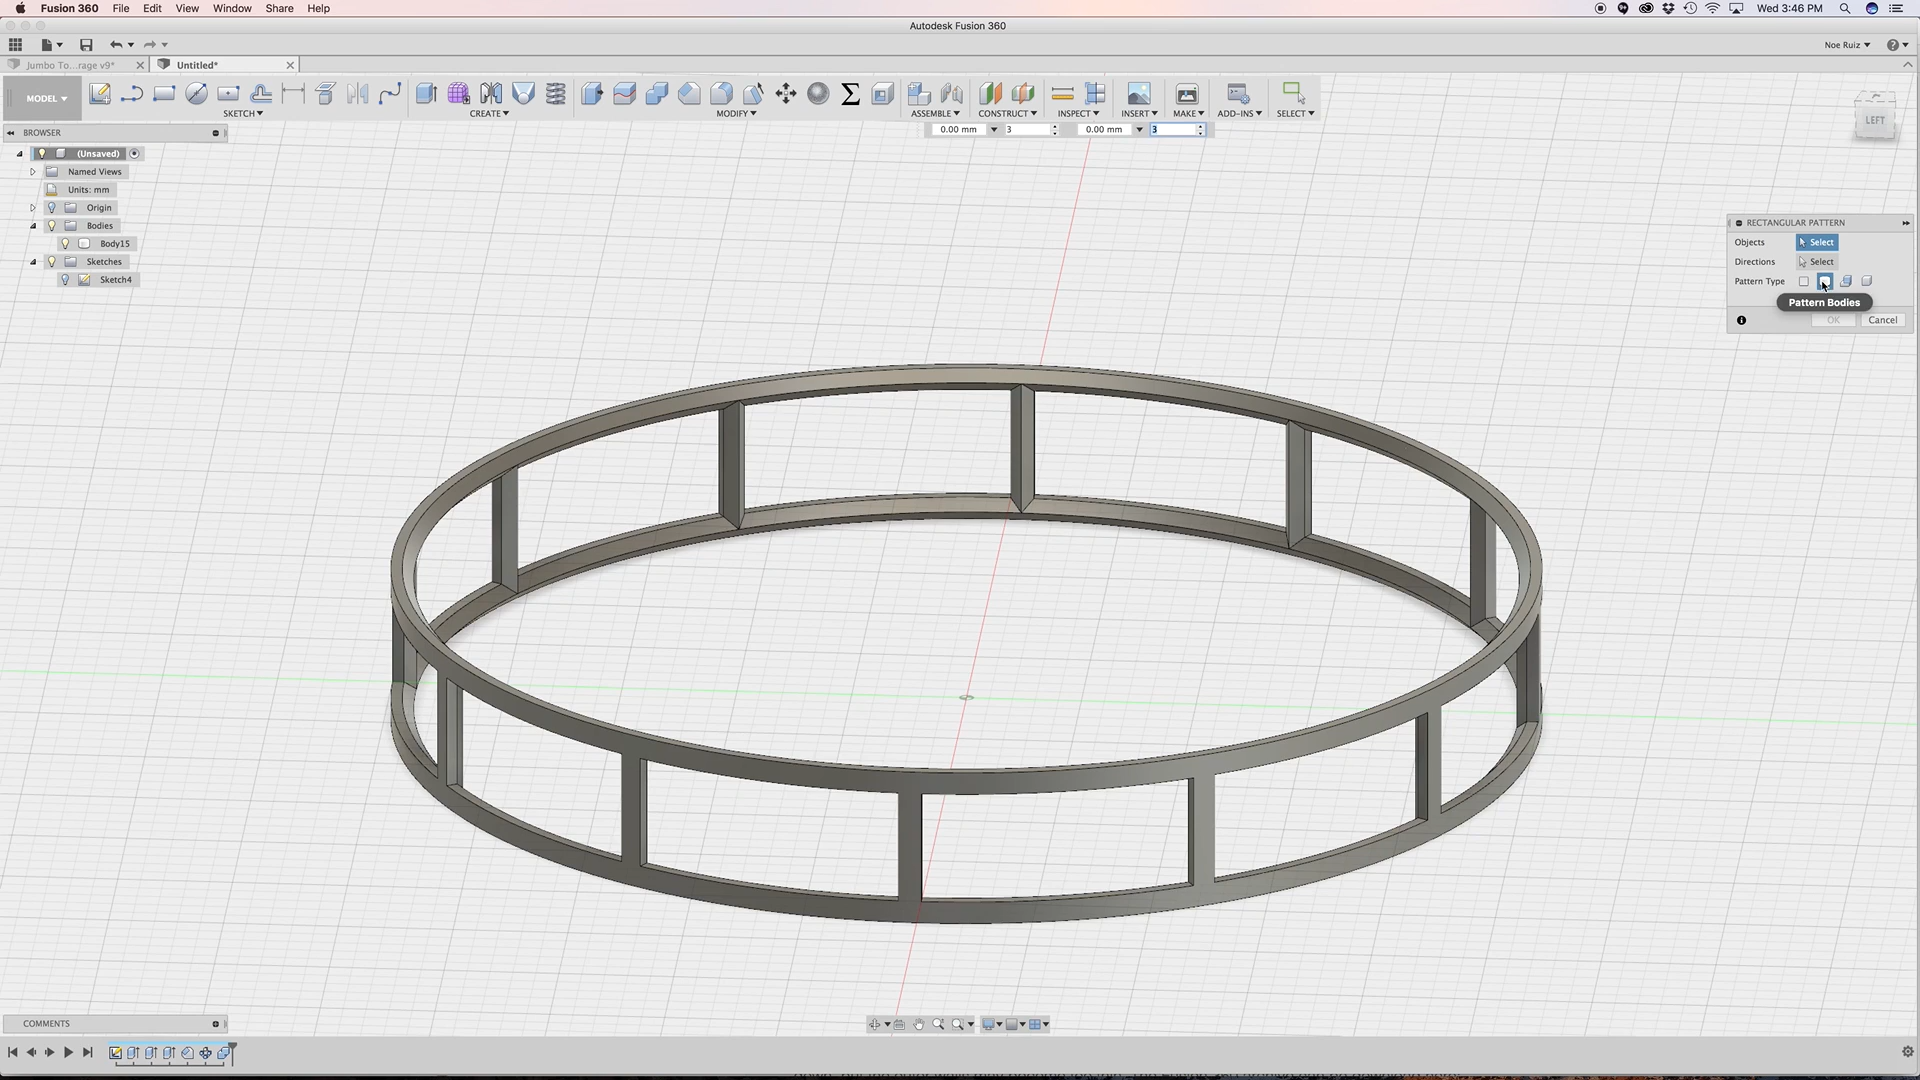 Fusion 360 File Edit View Window Share Help Wed 3:46 PM
Autodesk Fusion 360
Noe Ruiz
Jumbo To...rage v9* Untitled*
MODEL
SKETCH CREATE MODIFY ASSEMBLE CONSTRUCT INSPECT INSERT MAKE ADD-INS SELECT
LEFT
0.00 mm 3 0.00 mm 3
BROWSER
(Unsaved)
Named Views
Units: mm
Origin
Bodies
Body15
Sketches
Sketch4
RECTANGULAR PATTERN
Objects Select
Directions Select
Pattern Type
Pattern Bodies
OK Cancel
COMMENTS